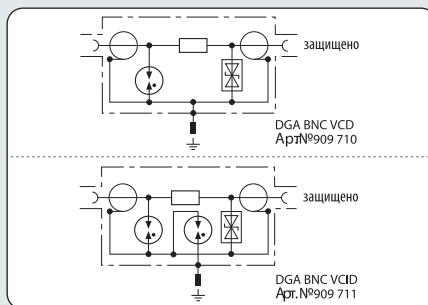 защищено
DGA BNC VCD
Арт№909 710
защищено
DGA BNC VCID
Арт. №909 711